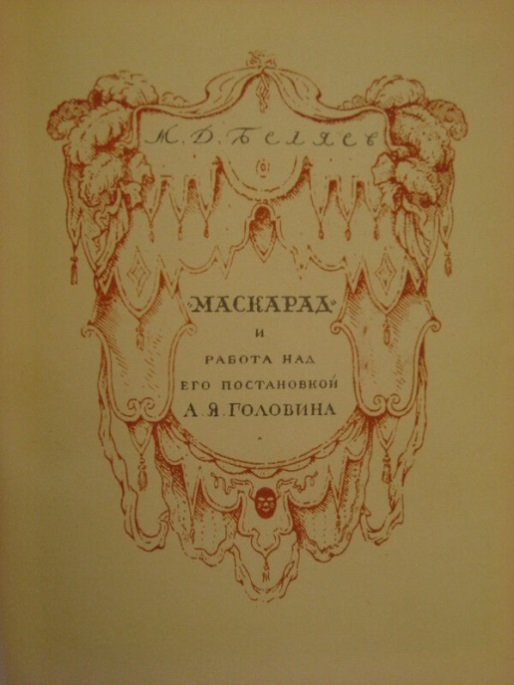 М. Д. Беляев
«МАСКАРАД»
И
РАБОТА НАД
ЕГО ПОСТАНОВКОЙ
А. Я. ГОЛОВИНА